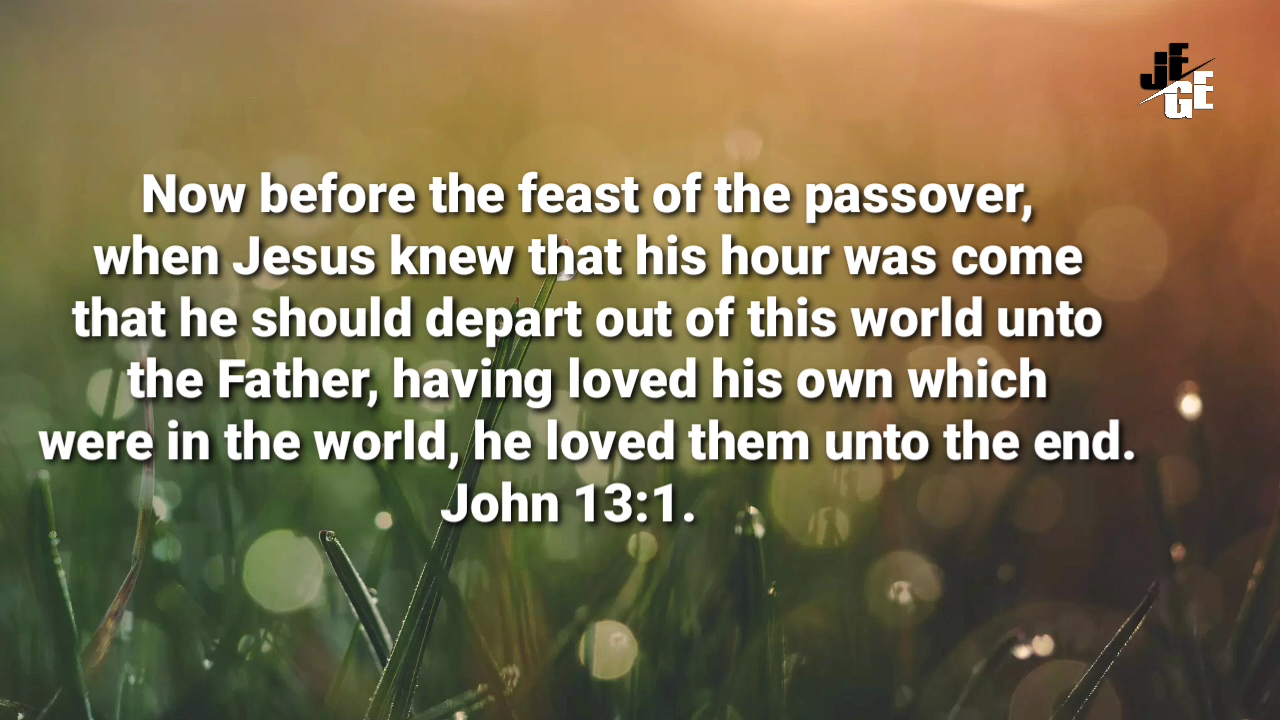 JF
GF
Now before the feast of the passover,
when Jesus knew that his hour was come
that he should depart out of this world unto
the Father, having loved his own which
were in the world, he loved them unto the end.
John 13:1.